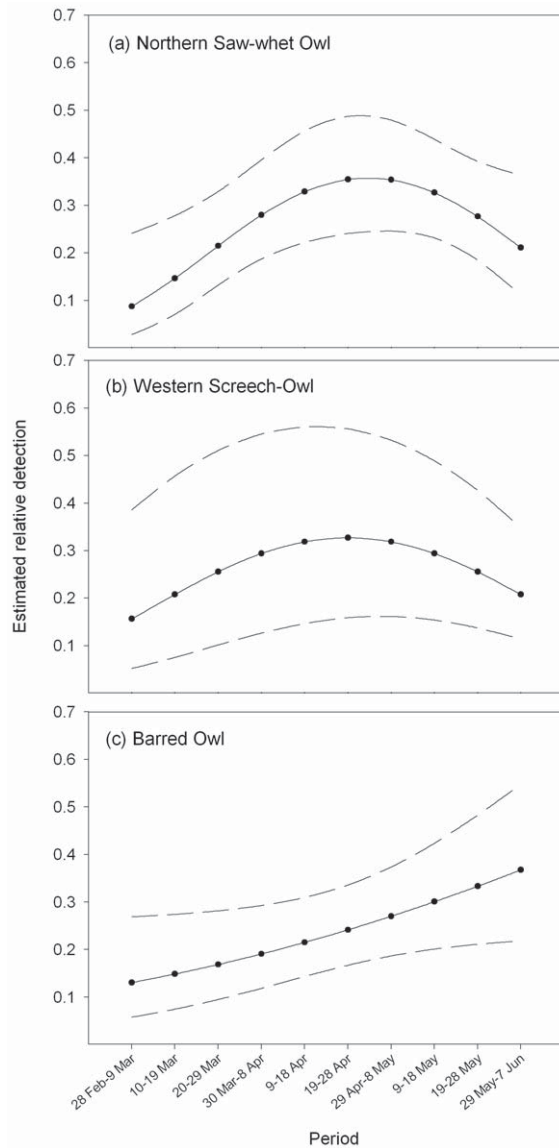 Estimated relative detection
(a) Northern Saw-whet Owl
0.7
0.6
0.5
0.4
0.3
0.2
0.1
(b) Western Screech-Owl
0.7
0.6
0.5
0.4
0.3
0.2
0.1
(c) Barred Owl
0.7
0.6
0.5
0.4
0.3
0.2
0.1
28 Feb-9 Mar
10-19 Mar
20-29 Mar
30 Mar-8 Apr
9-18 Apr
19-28 Apr
29 Apr-8 May
9-18 May
19-28 May
29 May-7 Jun
Period